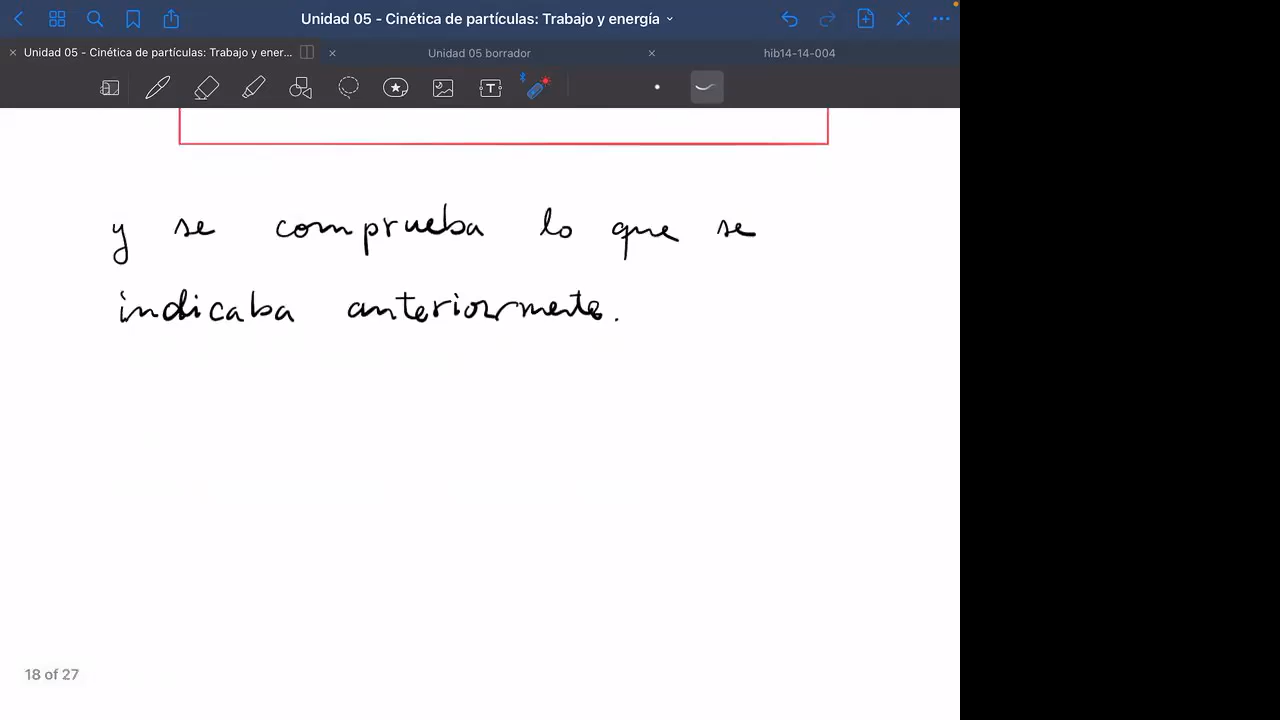 Unidad 05 - Cinética de partículas: Trabajo y energía
Unidad 05 - Cinética de partículas: Trabajo y ener...
Unidad 05 borrador
hib14-14-004
T
y se comprueba lo que se
indicaba anteriormente.
18 of 27